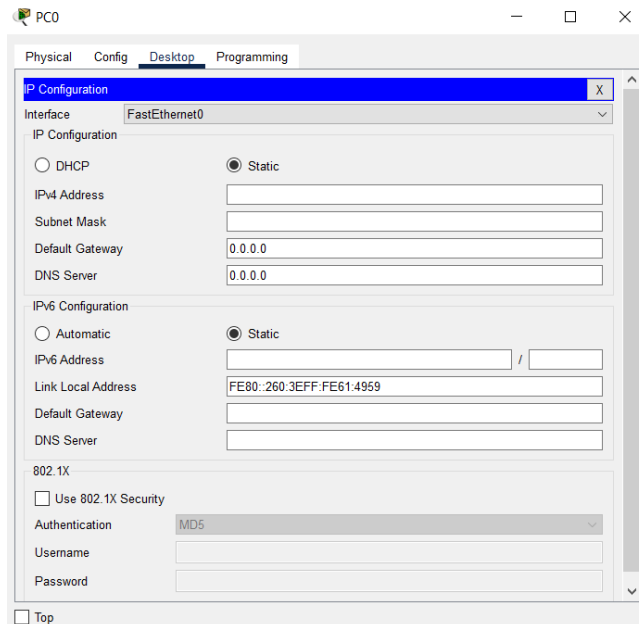 PC0
Physical Config Desktop Programming
IP Configuration X
Interface FastEthernet0
IP Configuration
DHCP Static
IPv4 Address
Subnet Mask
Default Gateway 0.0.0.0
DNS Server 0.0.0.0
IPv6 Configuration
Automatic Static
IPv6 Address /
Link Local Address FE80::260:3EFF:FE61:4959
Default Gateway
DNS Server
802.1X
Use 802.1X Security
Authentication MD5
Username
Password
Top